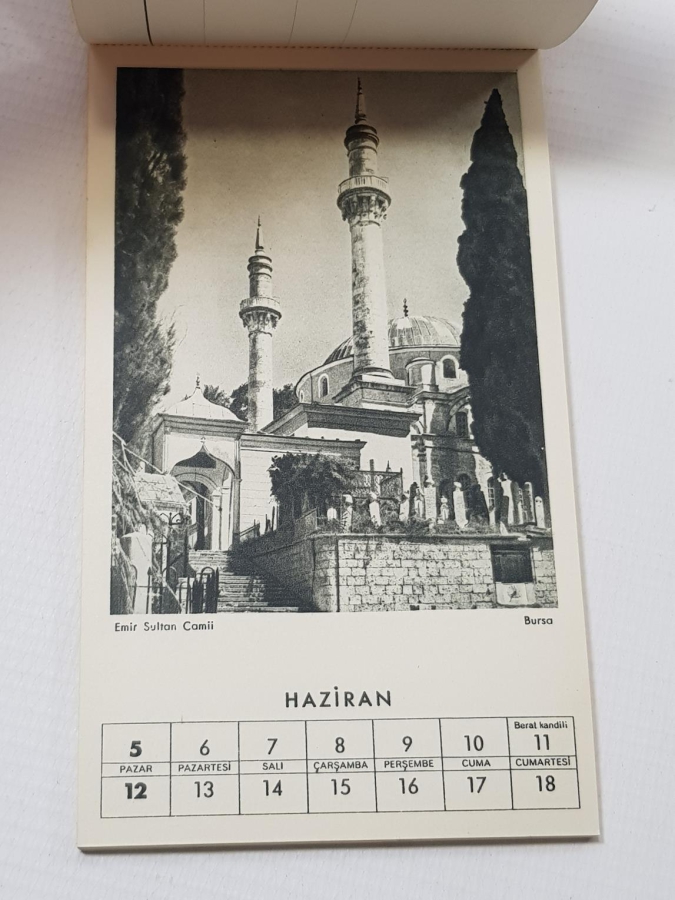 Emir Sultan Camii Bursa
HAZİRAN
Berat kandili
5 6 7 8 9 10 11
PAZAR PAZARTESİ SALI ÇARŞAMBA PERŞEMBE CUMA CUMARTESİ
12 13 14 15 16 17 18